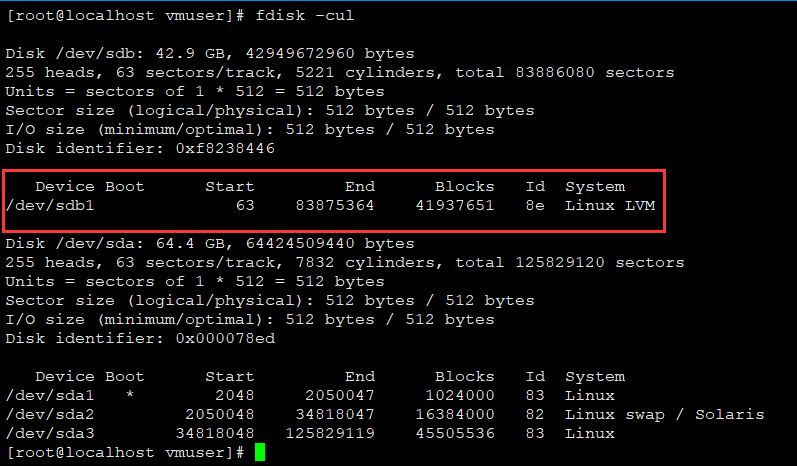 [root@localhost vmuser]# fdisk -cul
Disk /dev/sdb: 42.9 GB, 42949672960 bytes
255 heads, 63 sectors/track, 5221 cylinders, total 83886080 sectors
Units = sectors of 1 * 512 = 512 bytes
Sector size (logical/physical): 512 bytes / 512 bytes
I/O size (minimum/optimal): 512 bytes / 512 bytes
Disk identifier: 0xf8238446
Device Boot Start End Blocks Id System
/dev/sdb1 63 83875364 41937651 8e Linux LVM
Disk /dev/sda: 64.4 GB, 64424509440 bytes
255 heads, 63 sectors/track, 7832 cylinders, total 125829120 sectors
Units = sectors of 1 * 512 = 512 bytes
Sector size (logical/physical): 512 bytes / 512 bytes
I/O size (minimum/optimal): 512 bytes / 512 bytes
Disk identifier: 0x000078ed
Device Boot Start End Blocks Id System
/dev/sda1 * 2048 2050047 1024000 83 Linux
/dev/sda2 2050048 34818047 16384000 82 Linux swap / Solaris
/dev/sda3 34818048 125829119 45505536 83 Linux
[root@localhost vmuser]#